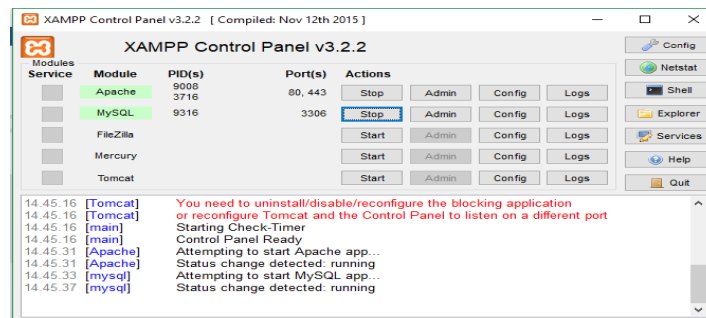 XAMPP Control Panel v3.2.2 [ Compiled: Nov 12th 2015 ]
XAMPP Control Panel v3.2.2
Config
Modules
Service Module PID(s) Port(s) Actions
Netstat
Apache 9008 3716 80, 443 Stop Admin Config Logs
Shell
MySQL 9316 3306 Stop Admin Config Logs
Explorer
FileZilla Start Admin Config Logs
Services
Mercury Start Admin Config Logs
Help
Tomcat Start Admin Config Logs
Quit
14.45.16 [Tomcat] You need to uninstall/disable/reconfigure the blocking application
14.45.16 [Tomcat] or reconfigure Tomcat and the Control Panel to listen on a different port
14.45.16 [main] Starting Check-Timer
14.45.16 [main] Control Panel Ready
14.45.31 [Apache] Attempting to start Apache app...
14.45.31 [Apache] Status change detected: running
14.45.33 [mysql] Attempting to start MySQL app...
14.45.37 [mysql] Status change detected: running